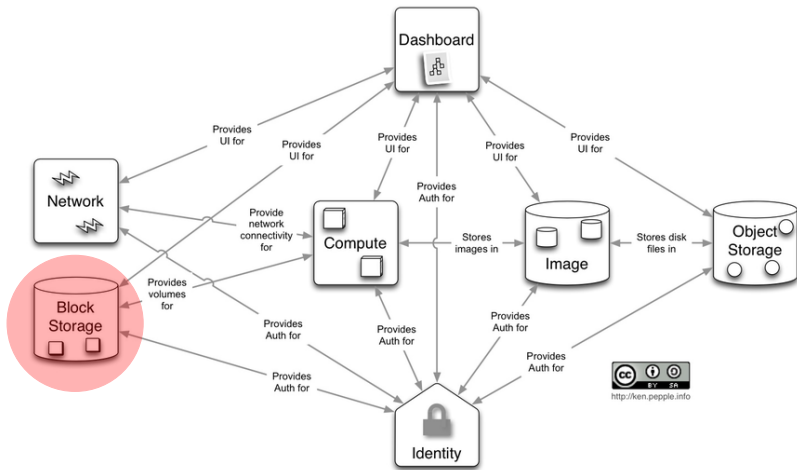 Dashboard
Provides
UI for
Provides
UI for
Provides
UI for
Provides
UI for
Provides
UI for
Provides
Auth for
Network
Provide
network
connectivity
for
Compute
Stores
images in
Image
Stores disk
files in
Object
Storage
Block
Storage
Provides
volumes
for
Provides
Auth for
Provides
Auth for
Provides
Auth for
Provides
Auth for
Provides
Auth for
Identity
cc
BY SA
http://ken.pepple.info